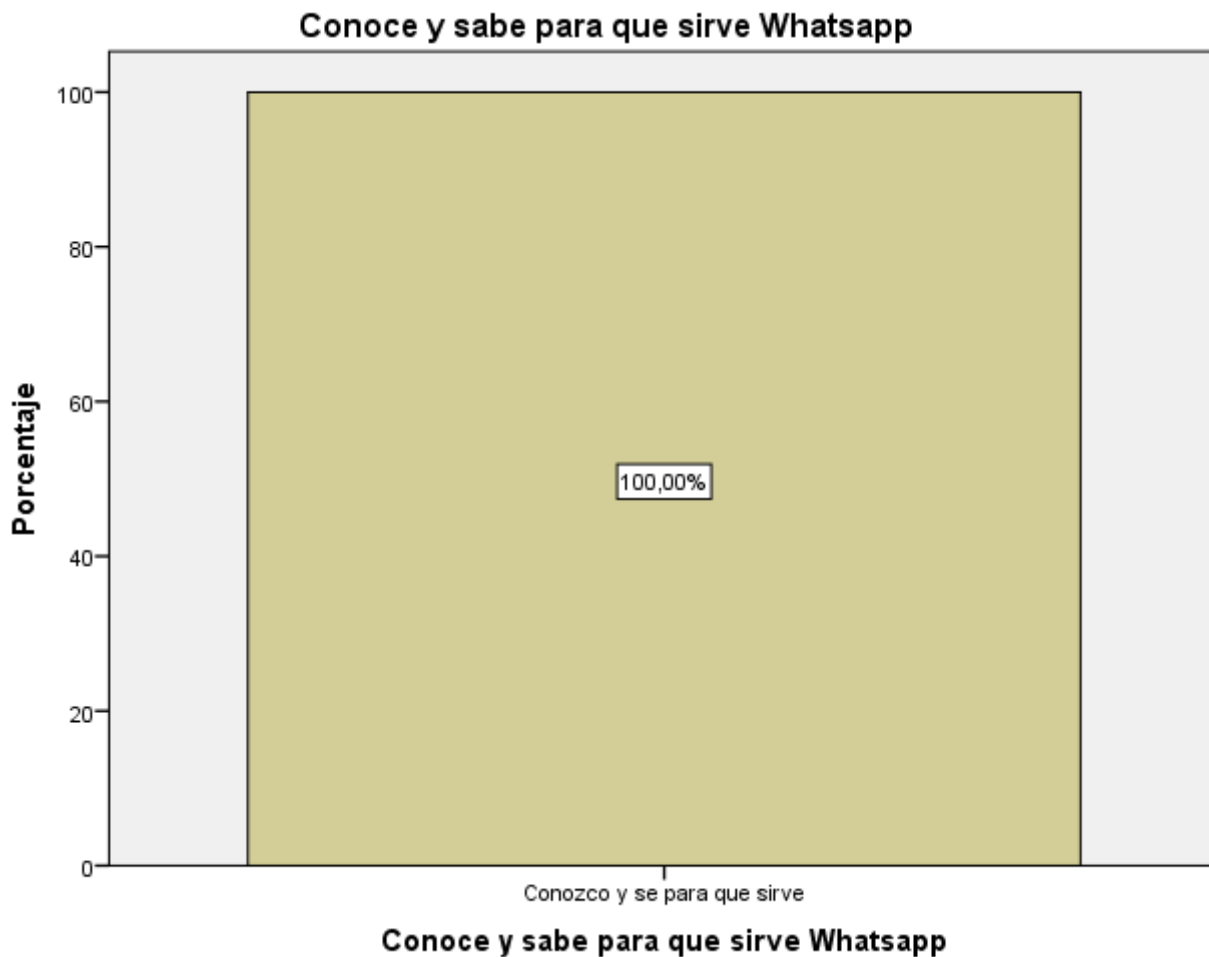 Conoce y sabe para que sirve Whatsapp
100
80
60
40
20
0
Porcentaje
100,00%
Conozco y se para que sirve
Conoce y sabe para que sirve Whatsapp